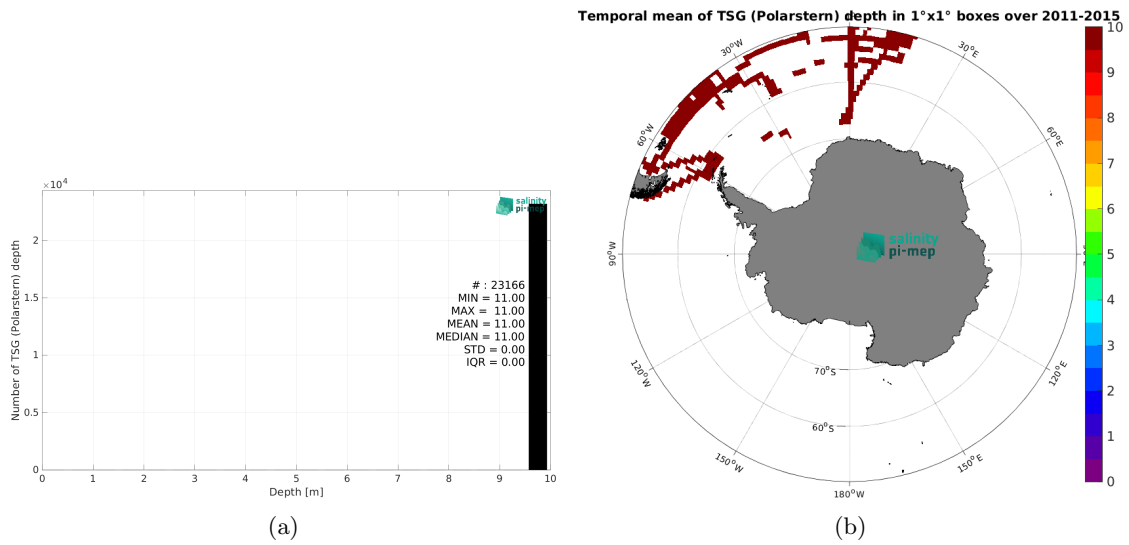 ×10⁴
2
1.5
1
0.5
0
Number of TSG (Polarstern) depth
salinity
pi-mep
# : 23166
MIN = 11.00
MAX = 11.00
MEAN = 11.00
MEDIAN = 11.00
STD = 0.00
IQR = 0.00
0 1 2 3 4 5 6 7 8 9 10
Depth [m]
(a)
Temporal mean of TSG (Polarstern) depth in 1°x1° boxes over 2011-2015
30°W
30°E
60°W
60°E
90°W
salinity
pi-mep
120°W
120°E
70°S
60°S
150°W
150°E
180°W
10
9
8
7
6
5
4
3
2
1
0
(b)